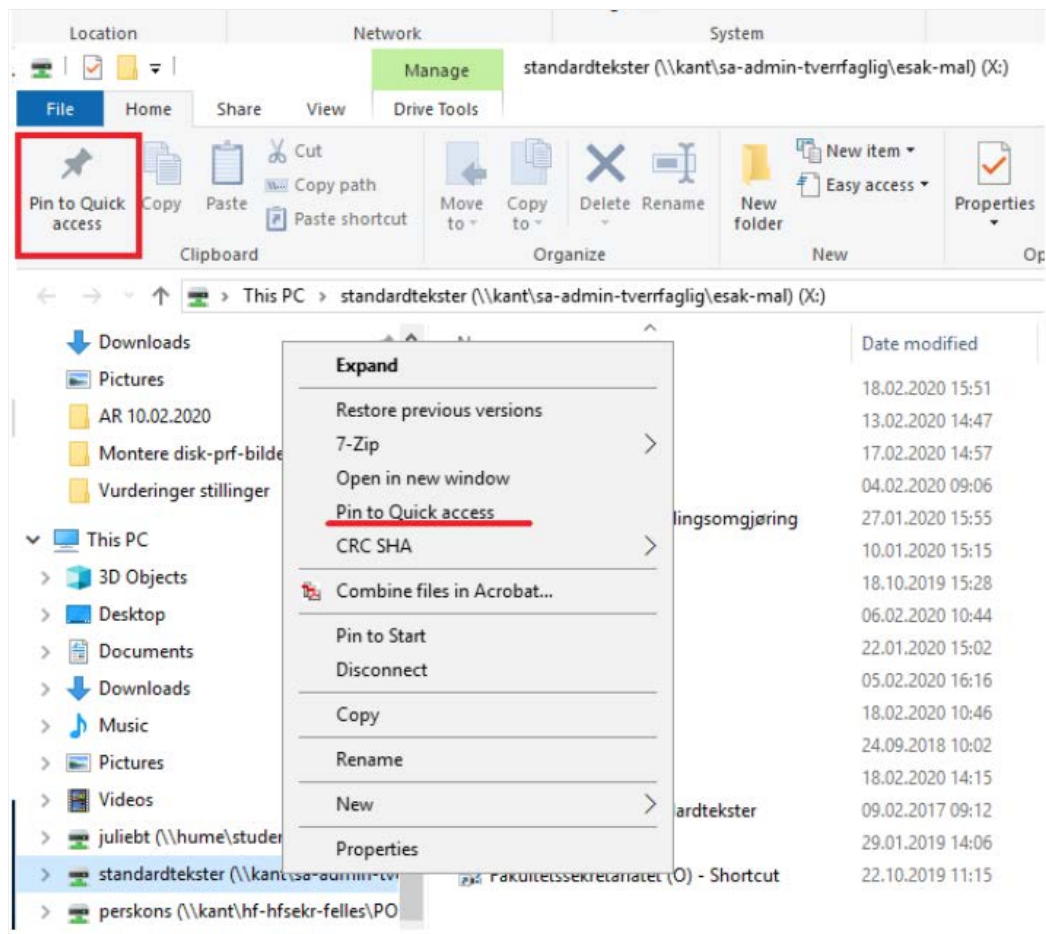 Location Network System
Manage standardtekster (\\kant\sa-admin-tverrfaglig\esak-mal) (X:)
File Home Share View Drive Tools
Pin to Quick access
Copy
Paste
Cut
Copy path
Paste shortcut
Move to
Copy to
Delete
Rename
New folder
New item
Easy access
Properties
Clipboard Organize New Op
This PC > standardtekster (\\kant\sa-admin-tverrfaglig\esak-mal) (X:)
Downloads
Pictures
AR 10.02.2020
Montere disk-prf-bilde
Vurderinger stillinger
This PC
3D Objects
Desktop
Documents
Downloads
Music
Pictures
Videos
juliebt (\\hume\studer
standardtekster (\\kant\sa-admin-tv
perskons (\\kant\hf-hfsekr-felles\PO
Expand
Restore previous versions
7-Zip
Open in new window
Pin to Quick access
CRC SHA
Combine files in Acrobat...
Pin to Start
Disconnect
Copy
Rename
New
Properties
lingsomgjøring
ardtekster
Fakultetssekretariatet (O) - Shortcut
Date modified
18.02.2020 15:51
13.02.2020 14:47
17.02.2020 14:57
04.02.2020 09:06
27.01.2020 15:55
10.01.2020 15:15
18.10.2019 15:28
06.02.2020 10:44
22.01.2020 15:02
05.02.2020 16:16
18.02.2020 10:46
24.09.2018 10:02
18.02.2020 14:15
09.02.2017 09:12
29.01.2019 14:06
22.10.2019 11:15